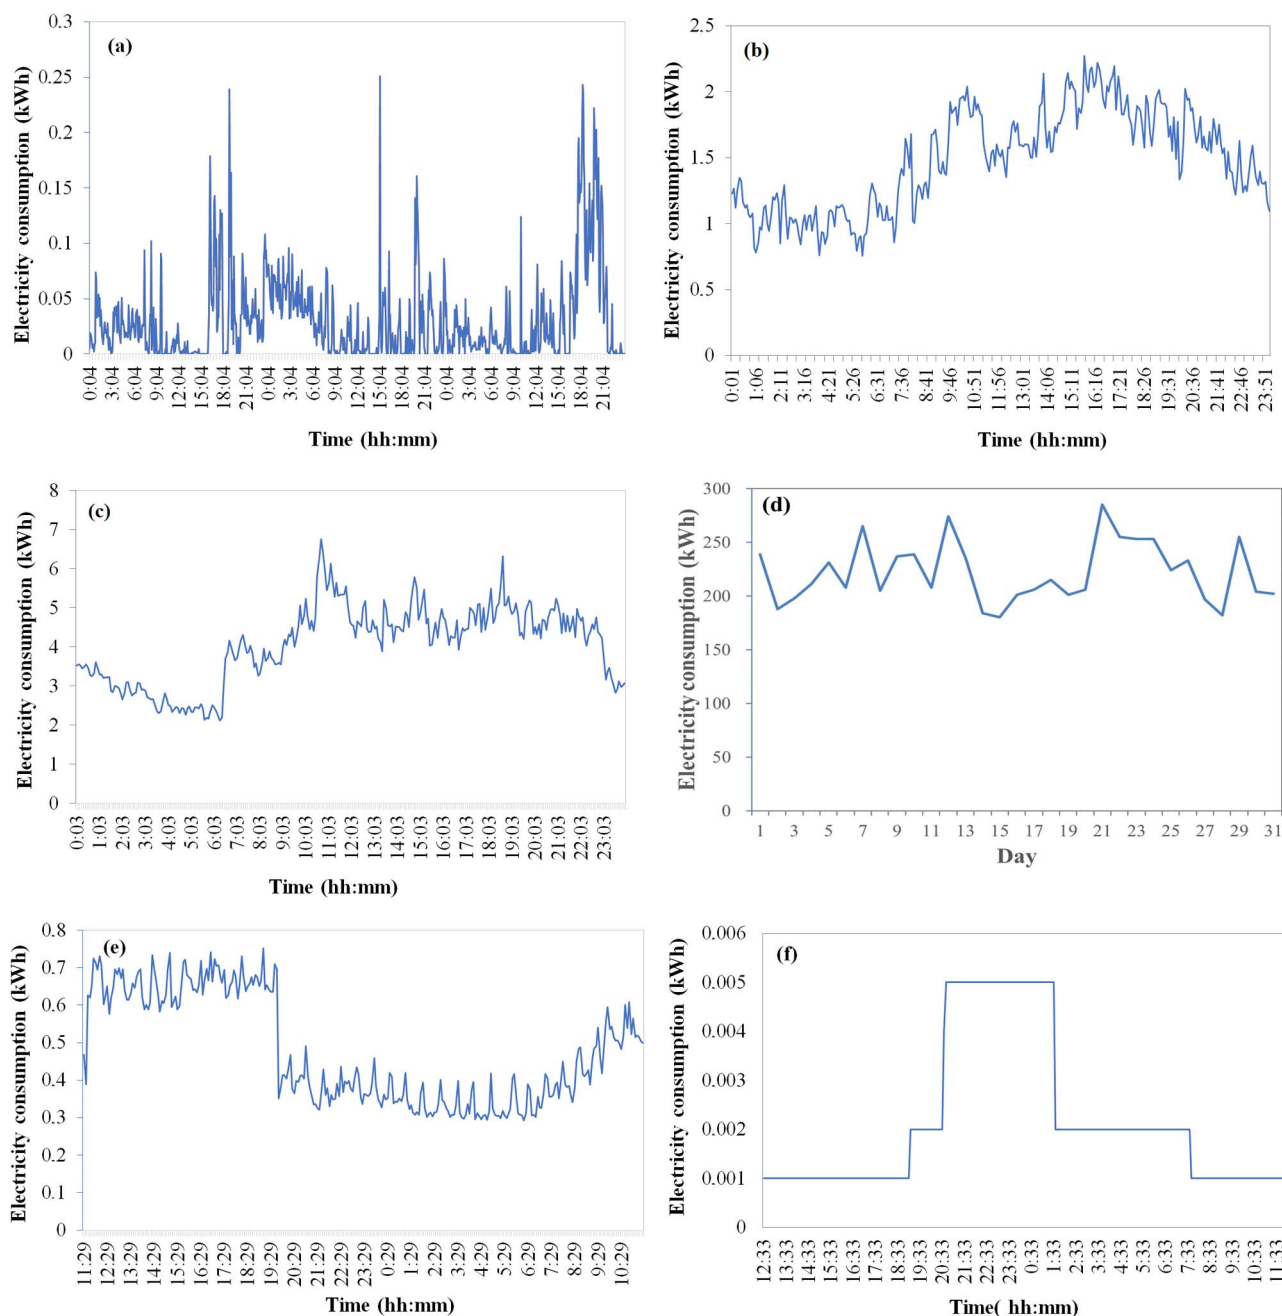 (a)
Electricity consumption (kWh)
0.3
0.25
0.2
0.15
0.1
0.05
0
0:04 3:04 6:04 9:04 12:04 15:04 18:04 21:04 0:04 3:04 6:04 9:04 12:04 15:04 18:04 21:04 0:04 3:04 6:04 9:04 12:04 15:04 18:04 21:04
Time (hh:mm)
(b)
Electricity consumption (kWh)
2.5
2
1.5
1
0.5
0
0:01 1:06 2:11 3:16 4:21 5:26 6:31 7:36 8:41 9:46 10:51 11:56 13:01 14:06 15:11 16:16 17:21 18:26 19:31 20:36 21:41 22:46 23:51
Time (hh:mm)
(c)
Electricity consumption (kWh)
8
7
6
5
4
3
2
1
0
0:03 1:03 2:03 3:03 4:03 5:03 6:03 7:03 8:03 9:03 10:03 11:03 12:03 13:03 14:03 15:03 16:03 17:03 18:03 19:03 20:03 21:03 22:03 23:03
Time (hh:mm)
(d)
Electricity consumption (kWh)
300
250
200
150
100
50
0
1 3 5 7 9 11 13 15 17 19 21 23 25 27 29 31
Day
(e)
Electricity consumption (kWh)
0.8
0.7
0.6
0.5
0.4
0.3
0.2
0.1
0
11:29 12:29 13:29 14:29 15:29 16:29 17:29 18:29 19:29 20:29 21:29 22:29 23:29 0:29 1:29 2:29 3:29 4:29 5:29 6:29 7:29 8:29 9:29 10:29
Time (hh:mm)
(f)
Electricity consumption (kWh)
0.006
0.005
0.004
0.003
0.002
0.001
0
12:33 13:33 14:33 15:33 16:33 17:33 18:33 19:33 20:33 21:33 22:33 23:33 0:33 1:33 2:33 3:33 4:33 5:33 6:33 7:33 8:33 9:33 10:33
Time( hh:mm)